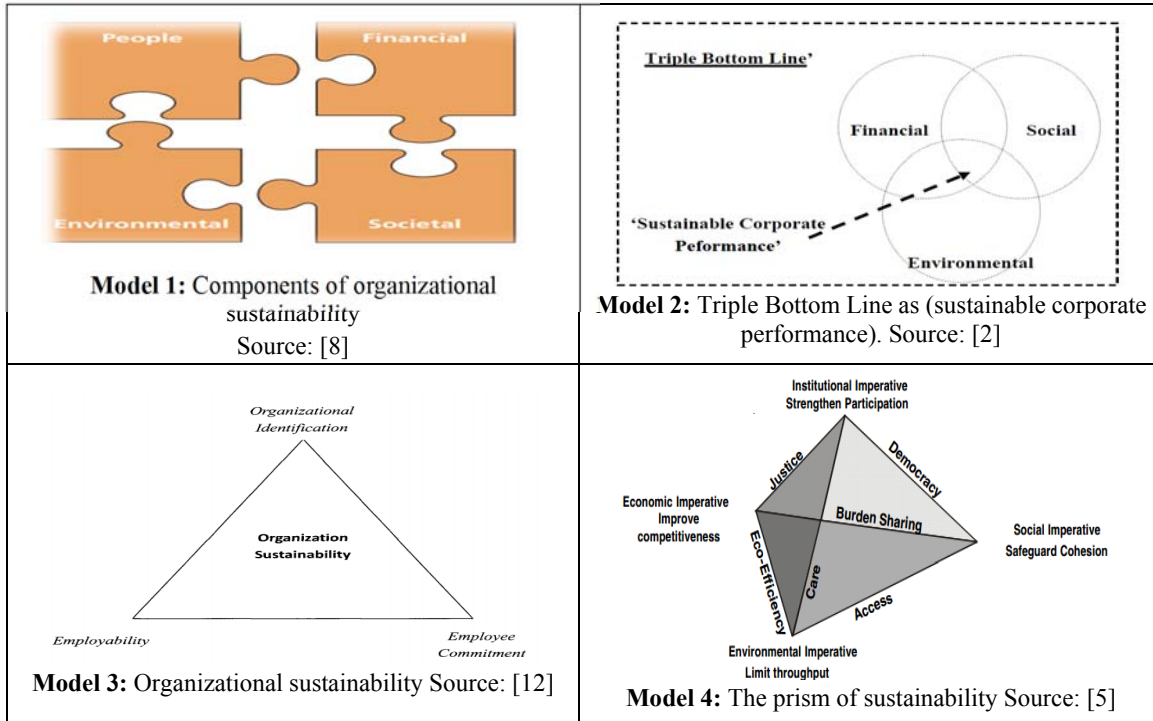 People
Financial
Environmental
Societal
Model 1: Components of organizational
sustainability
Source: [8]
Triple Bottom Line’
Financial
Social
‘Sustainable Corporate
Peformance’
Environmental
Model 2: Triple Bottom Line as (sustainable corporate
performance). Source: [2]
Organizational
Identification
Organization
Sustainability
Employability
Employee
Commitment
Model 3: Organizational sustainability Source: [12]
Institutional Imperative
Strengthen Participation
Justice
Democracy
Economic Imperative
Improve
competitiveness
Burden Sharing
Social Imperative
Safeguard Cohesion
Eco-Efficiency
Care
Access
Environmental Imperative
Limit throughput
Model 4: The prism of sustainability Source: [5]